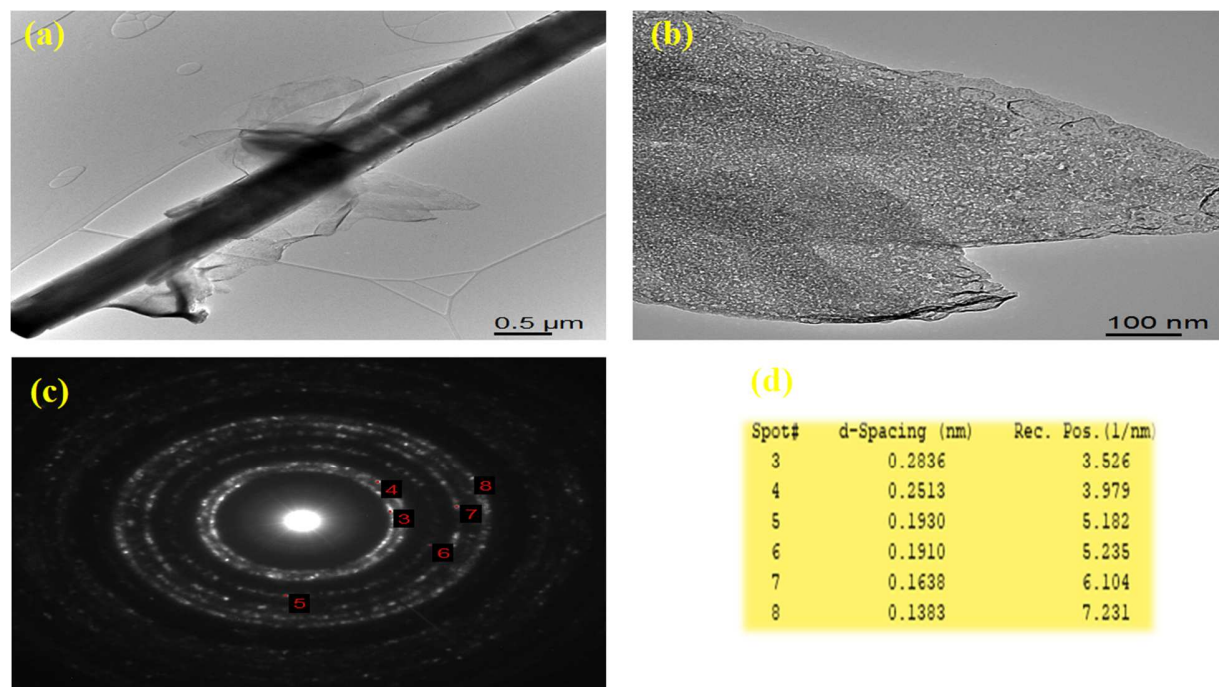 (a)
0.5 µm
(b)
100 nm
(c)
4
8
3
7
6
5
(d)
Spot# d-Spacing (nm) Rec. Pos.(1/nm)
3 0.2836 3.526
4 0.2513 3.979
5 0.1930 5.182
6 0.1910 5.235
7 0.1638 6.104
8 0.1383 7.231